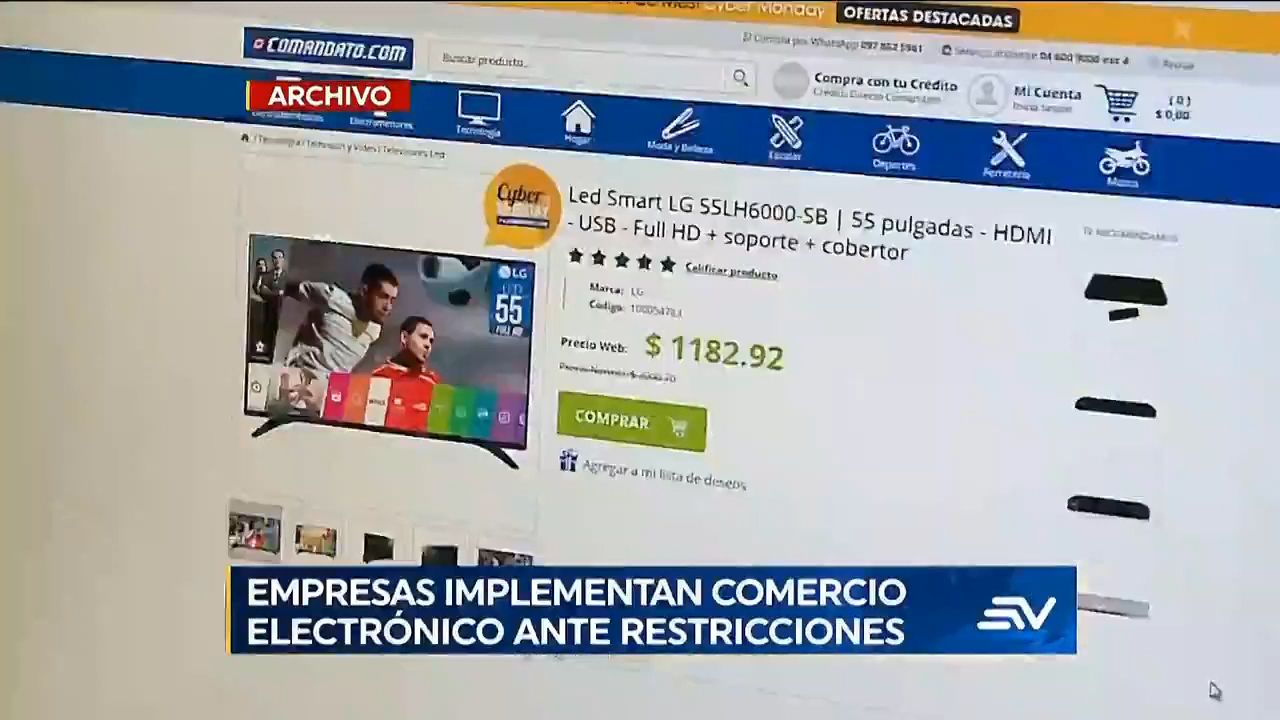 Cyber Monday
OFERTAS DESTACADAS
COMANDATO.COM
Buscar producto...
Compra con tu Crédito
Mi Cuenta
( 0 )
$ 0,00
ARCHIVO
Tecnología
Hogar
Moda y Belleza
Escolar
Deportes
Ferretería
Motos
Cyber
Led Smart LG 55LH6000-SB | 55 pulgadas - HDMI
- USB - Full HD + soporte + cobertor
Calificar producto
Marca: LG
Código:
Precio Web: $ 1182.92
COMPRAR
Agregar a mi lista de deseos
LG
55
EMPRESAS IMPLEMENTAN COMERCIO
ELECTRÓNICO ANTE RESTRICCIONES